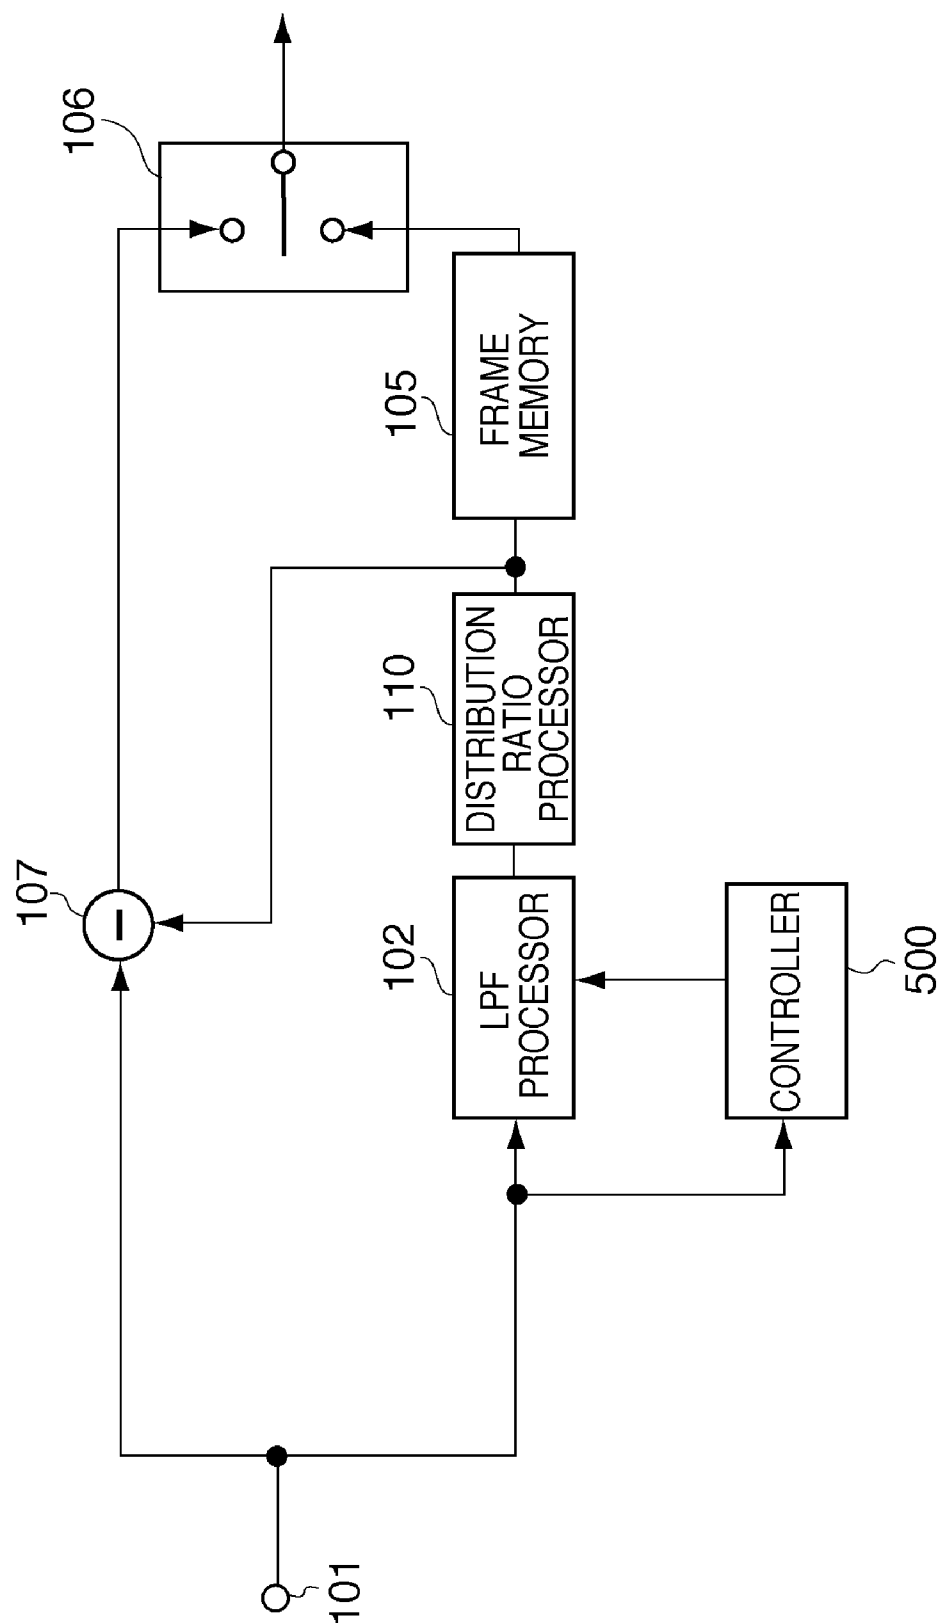 106
107
105
FRAME
MEMORY
110
DISTRIBUTION
RATIO
PROCESSOR
102
LPF
PROCESSOR
CONTROLLER
500
101